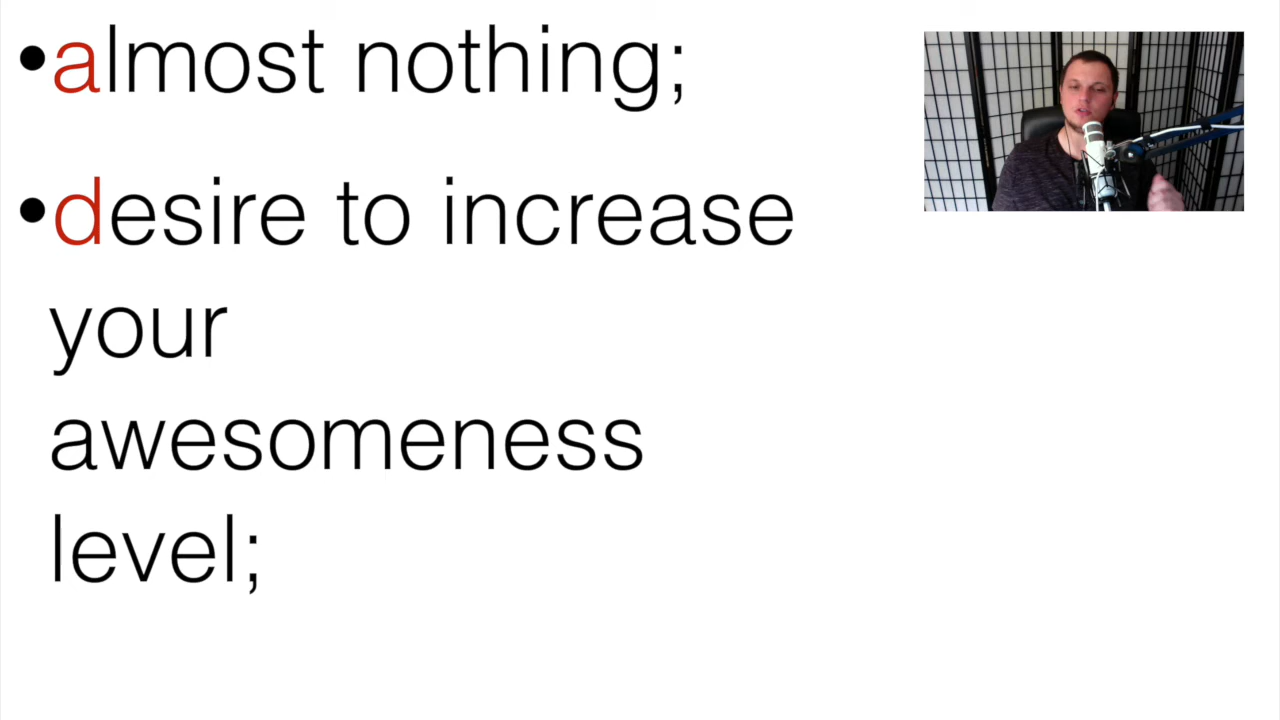 •almost nothing;
•desire to increase
your
awesomeness
level;